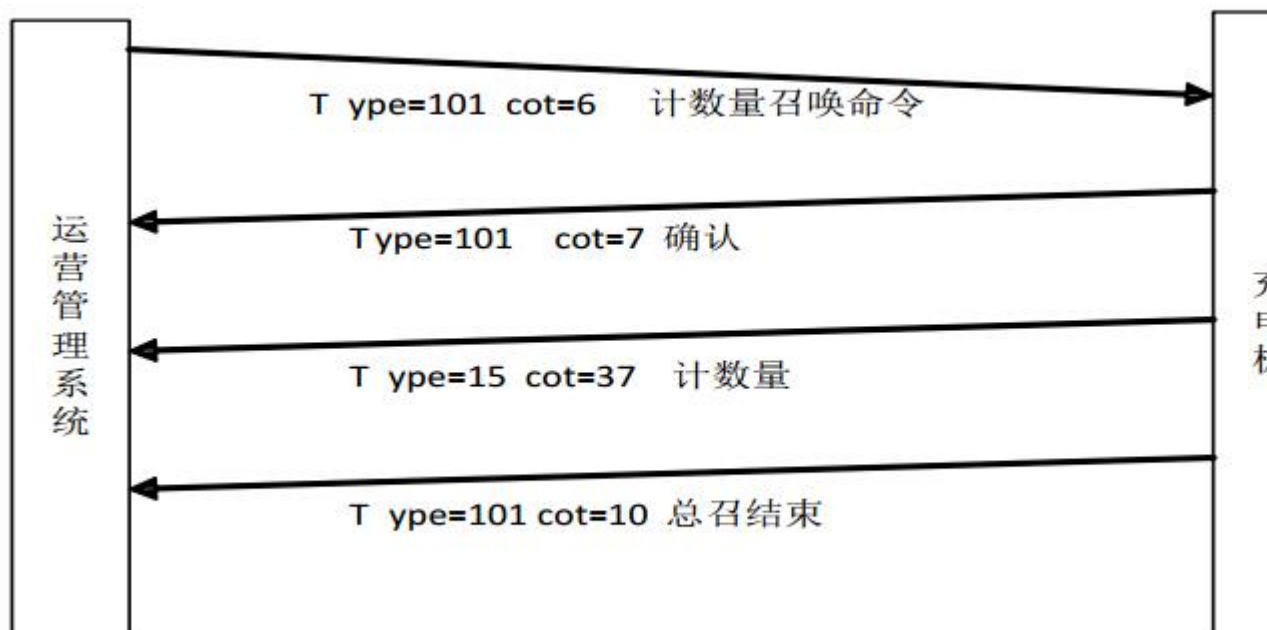 T ype=101 cot=6 计数量召唤命令
运营管理系统
Type=101 cot=7 确认
T ype=15 cot=37 计数量
T ype=101 cot=10 总召结束